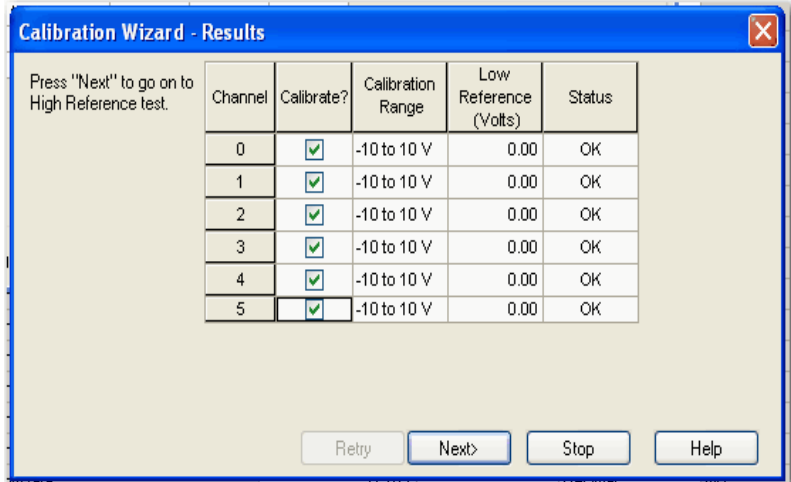 Calibration Wizard - Results
Press "Next" to go on to
High Reference test.
Channel Calibrate? Calibration Range Low Reference (Volts) Status
0 -10 to 10 V 0.00 OK
1 -10 to 10 V 0.00 OK
2 -10 to 10 V 0.00 OK
3 -10 to 10 V 0.00 OK
4 -10 to 10 V 0.00 OK
5 -10 to 10 V 0.00 OK
Retry Next> Stop Help